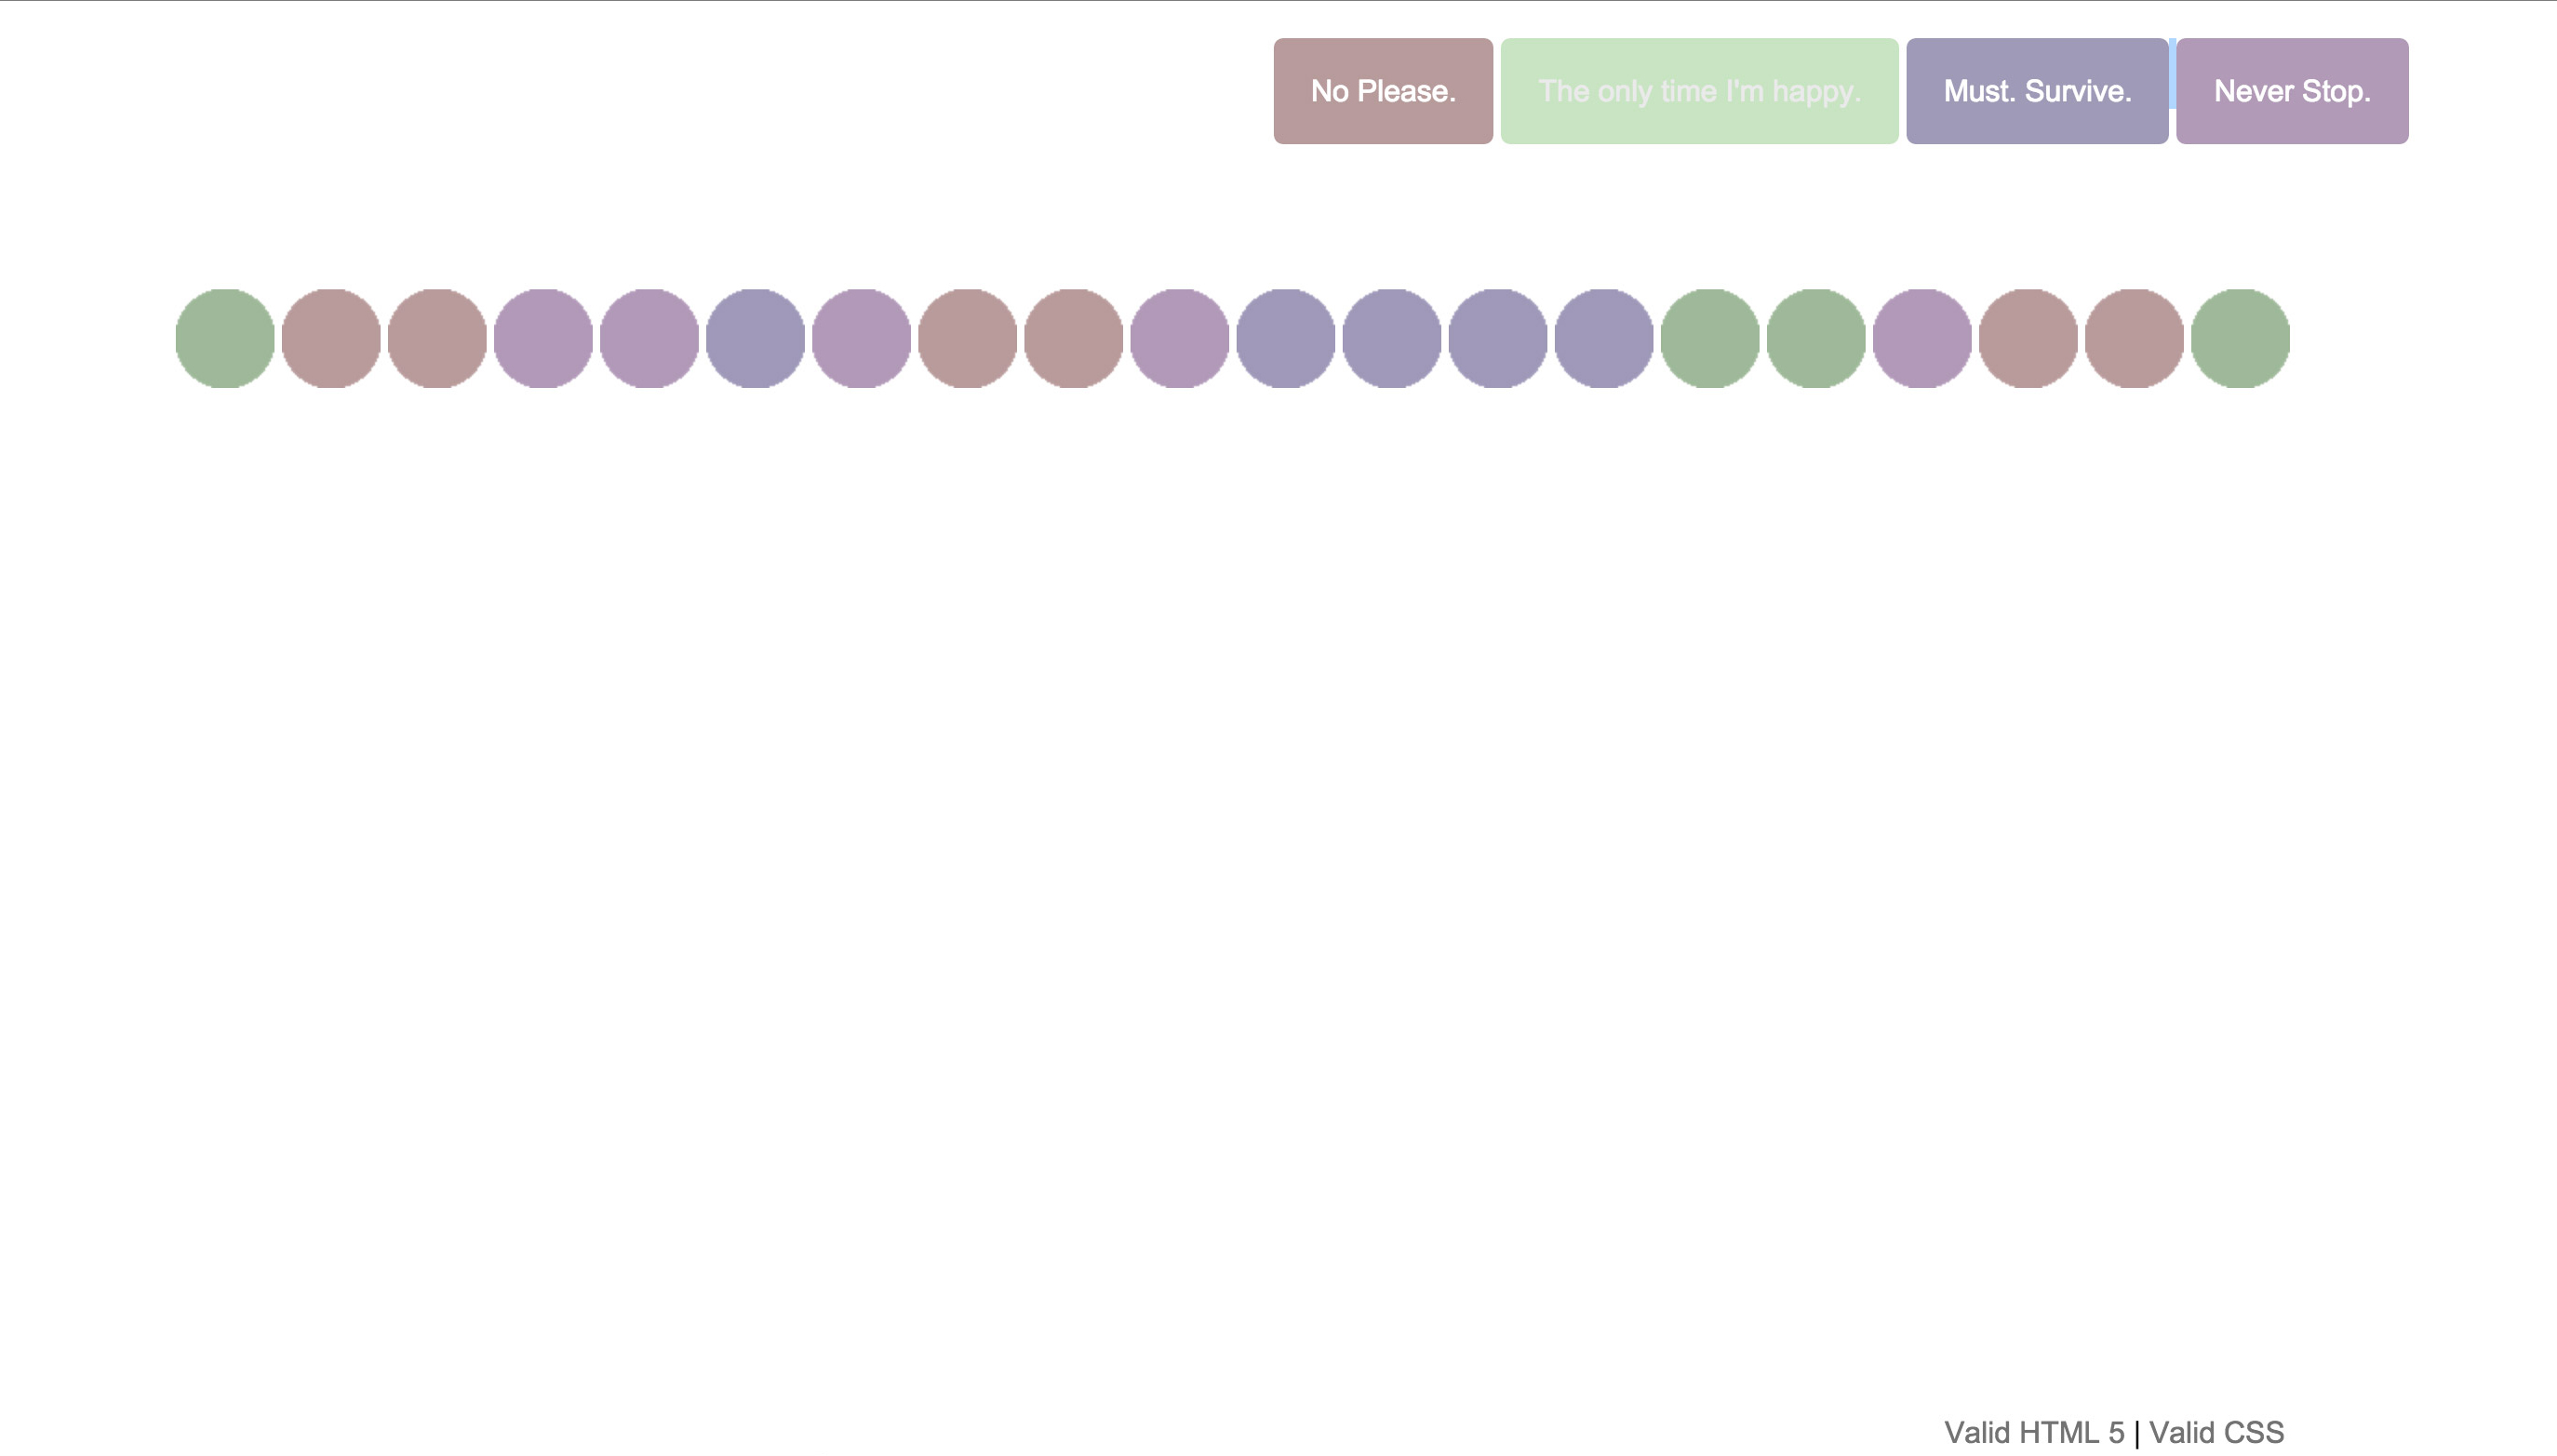 No Please. The only time I'm happy. Must. Survive. Never Stop.
Valid HTML 5 | Valid CSS